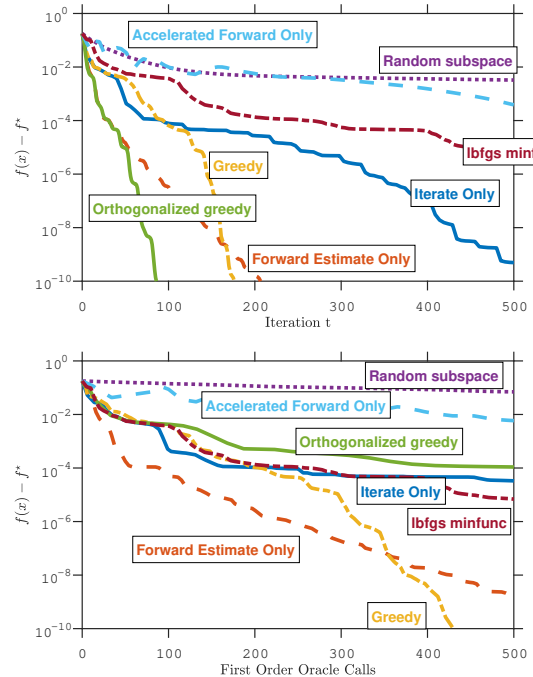 10^0
Accelerated Forward Only
Random subspace
10^-2
10^-4
lbfgs minf
Greedy
10^-6
Iterate Only
Orthogonalized greedy
10^-8
Forward Estimate Only
10^-10
0 100 200 300 400 500
Iteration t
f(x) − f⋆
10^0
Random subspace
Accelerated Forward Only
10^-2
Orthogonalized greedy
10^-4
Iterate Only
lbfgs minfunc
10^-6
Forward Estimate Only
10^-8
Greedy
10^-10
0 100 200 300 400 500
First Order Oracle Calls
f(x) − f⋆